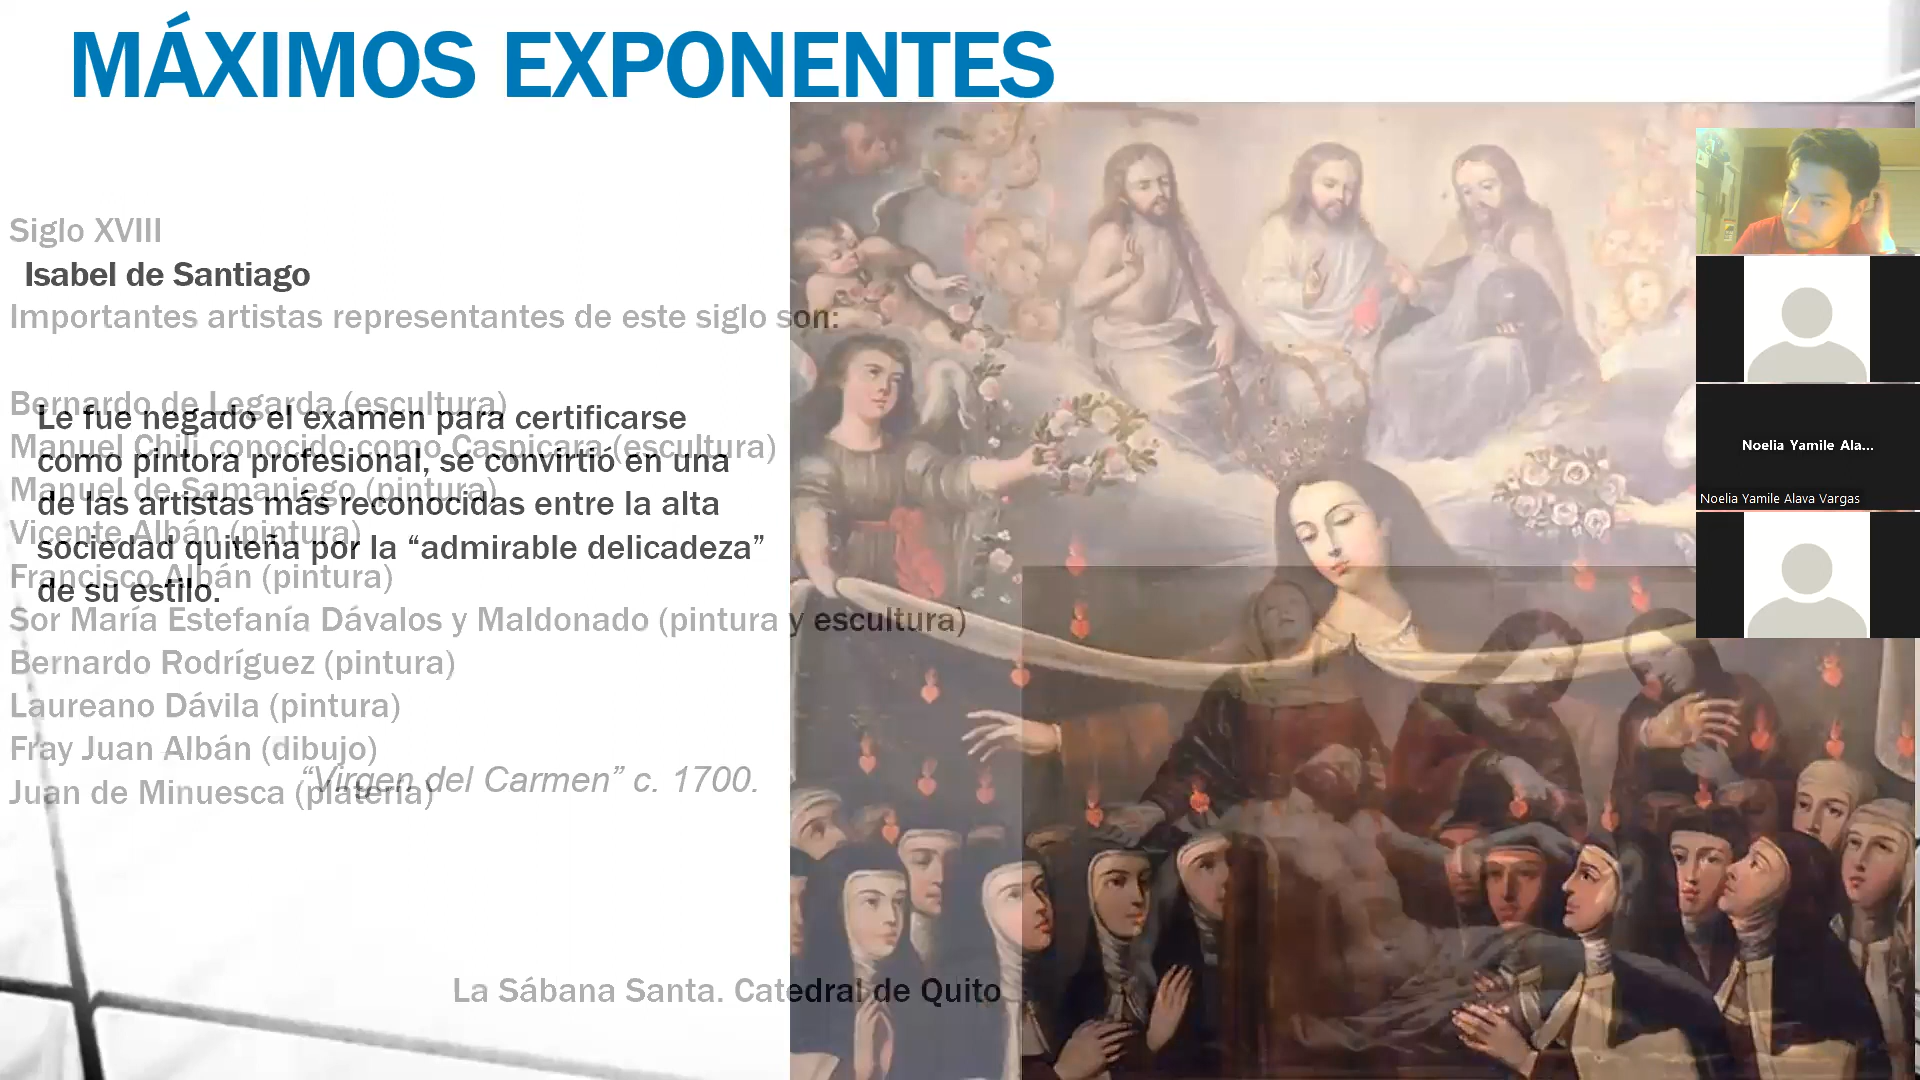 MÁXIMOS EXPONENTES
Siglo XVIII
Isabel de Santiago
Importantes artistas representantes de este siglo son:
Bernardo de Legarda (escultura)
Manuel Chili conocido como Caspicara (escultura)
Manuel de Samaniego (pintura)
Vicente Albán (pintura)
Francisco Albán (pintura)
Sor María Estefanía Dávalos y Maldonado (pintura y escultura)
Bernardo Rodríguez (pintura)
Laureano Dávila (pintura)
Fray Juan Albán (dibujo)
Juan de Minuesca (platería)
Le fue negado el examen para certificarse
como pintora profesional, se convirtió en una
de las artistas más reconocidas entre la alta
sociedad quiteña por la “admirable delicadeza”
de su estilo.
“Virgen del Carmen” c. 1700.
La Sábana Santa. Catedral de Quito
Noelia Yamile Ala...
Noelia Yamile Alava Vargas